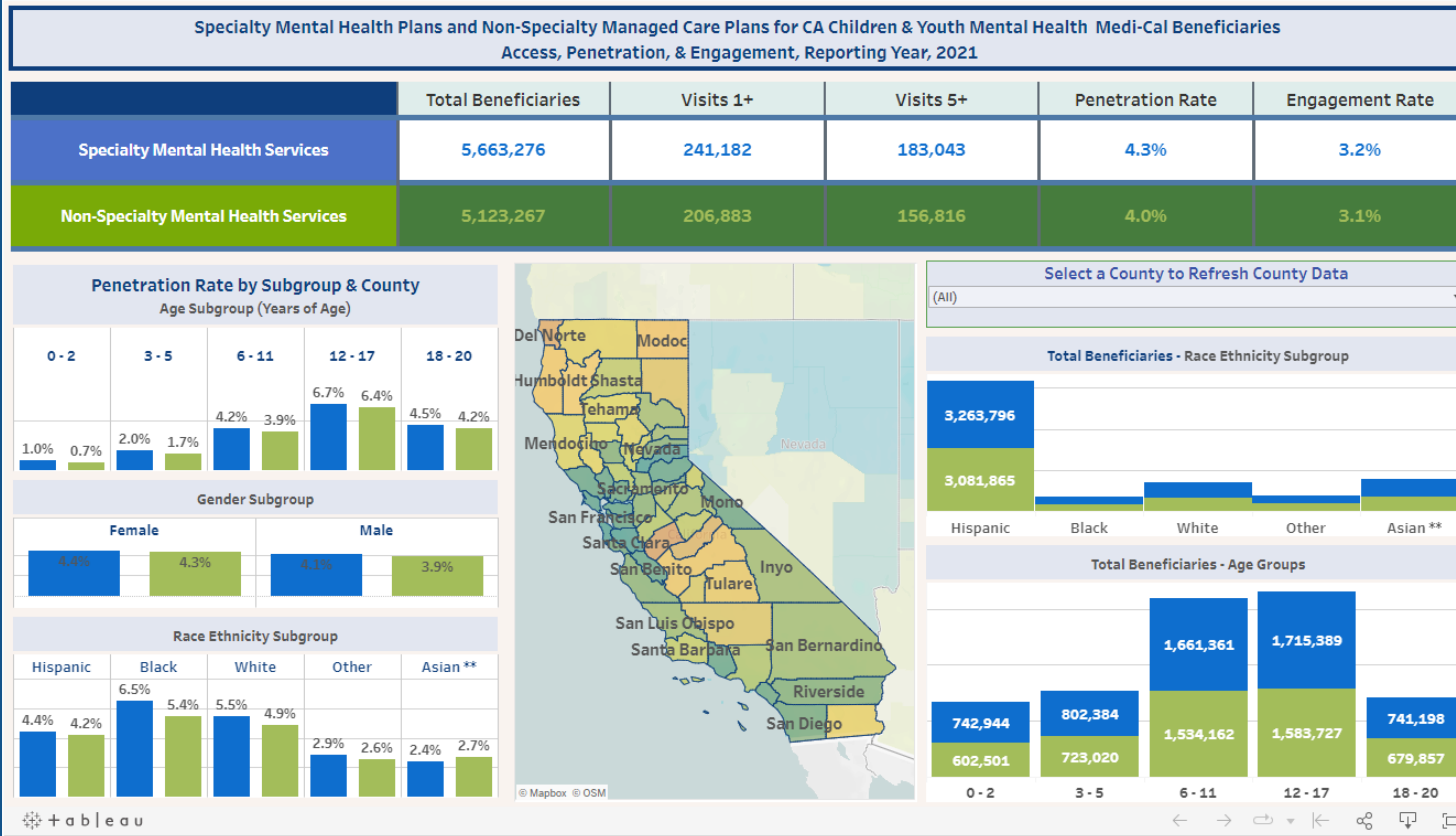 Specialty Mental Health Plans and Non-Specialty Managed Care Plans for CA Children & Youth Mental Health Medi-Cal Beneficiaries
Access, Penetration, & Engagement, Reporting Year, 2021
Total Beneficiaries Visits 1+ Visits 5+ Penetration Rate Engagement Rate
Specialty Mental Health Services 5,663,276 241,182 183,043 4.3% 3.2%
Non-Specialty Mental Health Services 5,123,267 206,883 156,816 4.0% 3.1%
Penetration Rate by Subgroup & County
Age Subgroup (Years of Age)
0 - 2 3 - 5 6 - 11 12 - 17 18 - 20
1.0% 0.7% 2.0% 1.7% 4.2% 3.9% 6.7% 6.4% 4.5% 4.2%
Gender Subgroup
Female Male
4.4% 4.3% 4.1% 3.9%
Race Ethnicity Subgroup
Hispanic Black White Other Asian **
4.4% 4.2% 6.5% 5.4% 5.5% 4.9% 2.9% 2.6% 2.4% 2.7%
Del Norte
Modoc
Humboldt Shasta
Tehama
Mendocino
Nevada
Nevada
Sacramento
Mono
San Francisco
Santa Clara
San Benito
Inyo
Tulare
San Luis Obispo
Santa Barbara
San Bernardino
Riverside
San Diego
© Mapbox © OSM
Select a County to Refresh County Data
(All)
Total Beneficiaries - Race Ethnicity Subgroup
3,263,796
3,081,865
Hispanic Black White Other Asian **
Total Beneficiaries - Age Groups
742,944 802,384 1,661,361 1,715,389 741,198
602,501 723,020 1,534,162 1,583,727 679,857
0 - 2 3 - 5 6 - 11 12 - 17 18 - 20
+ableau